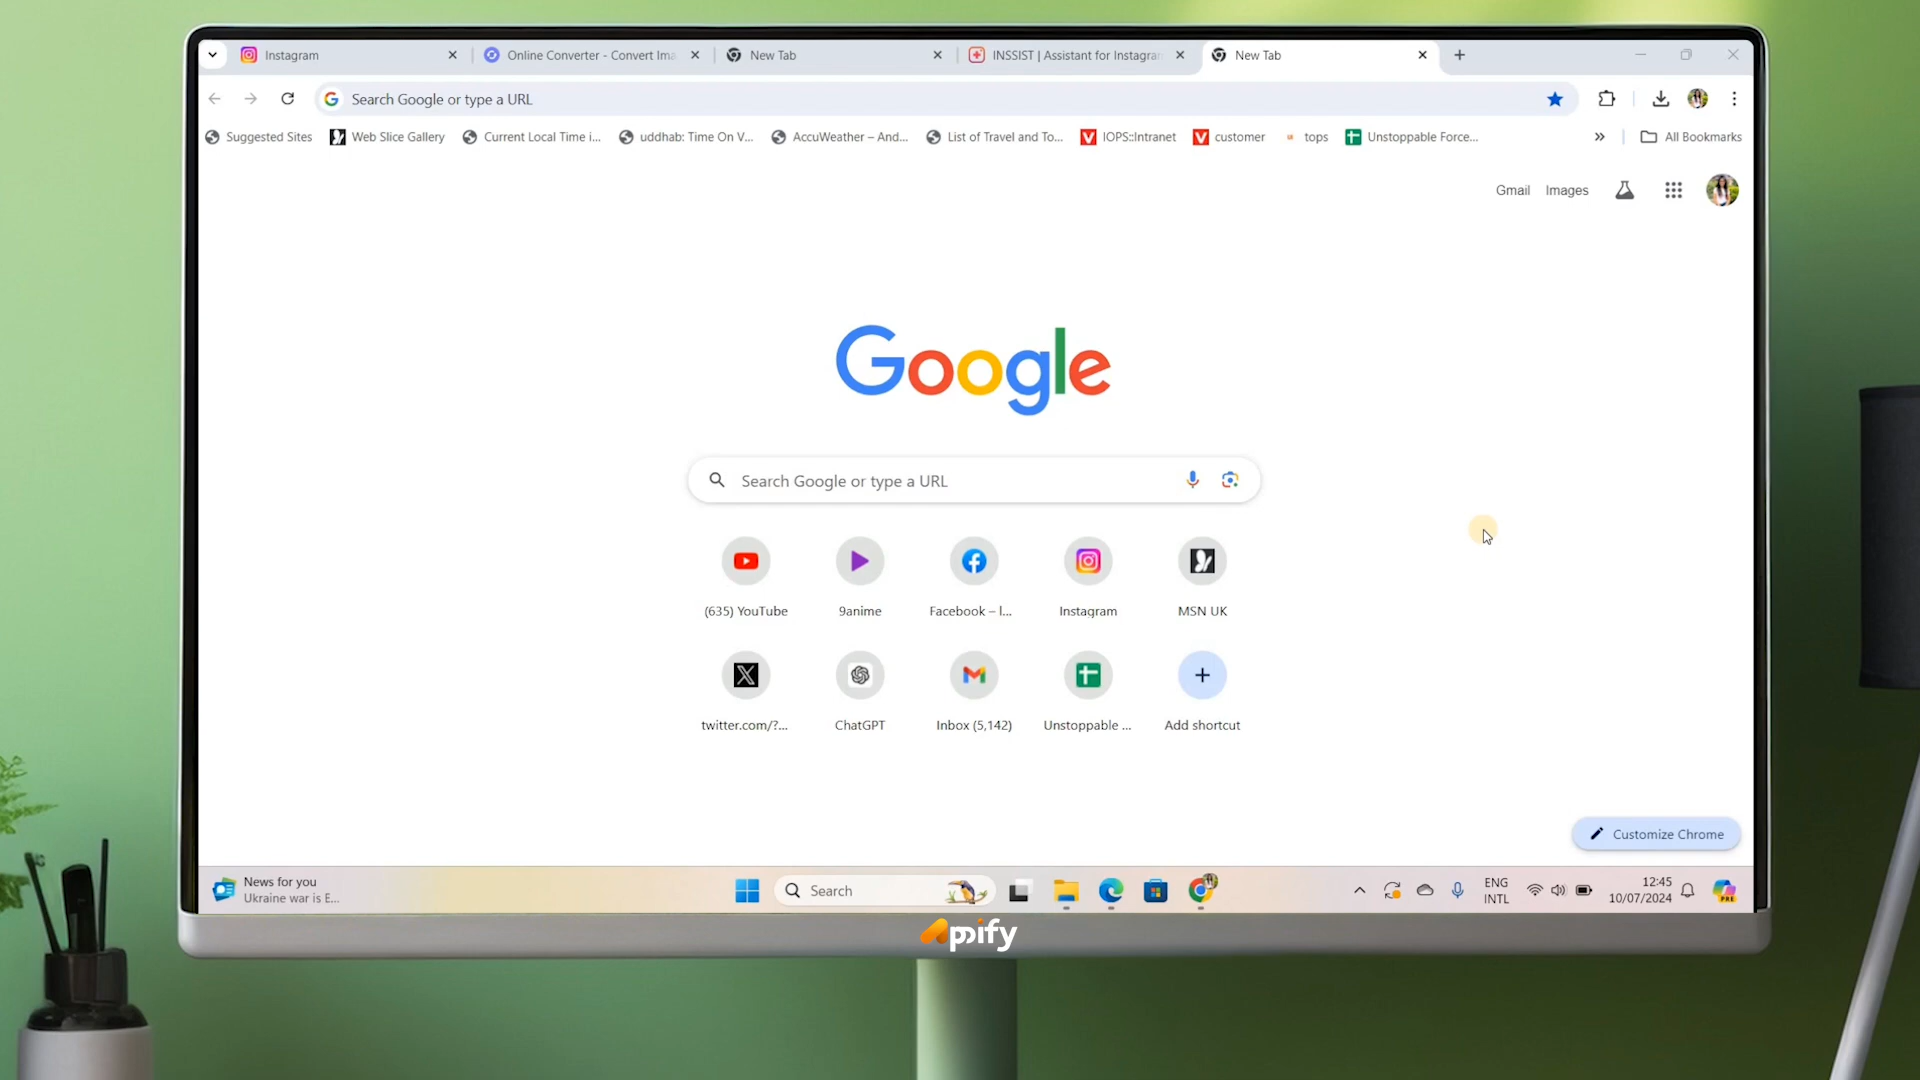 Instagram
Online Converter - Convert Ima
New Tab
INSSIST | Assistant for Instagram
New Tab
Search Google or type a URL
Suggested Sites
Web Slice Gallery
Current Local Time i...
uddhab: Time On V...
AccuWeather – And...
List of Travel and To...
IOPS::Intranet
customer
tops
Unstoppable Force...
All Bookmarks
Gmail
Images
Google
Search Google or type a URL
(635) YouTube
9anime
Facebook – l...
Instagram
MSN UK
twitter.com/?...
ChatGPT
Inbox (5,142)
Unstoppable ...
Add shortcut
Customize Chrome
News for you
Ukraine war is E...
Search
ENG
INTL
12:45
10/07/2024
PRE
Appify